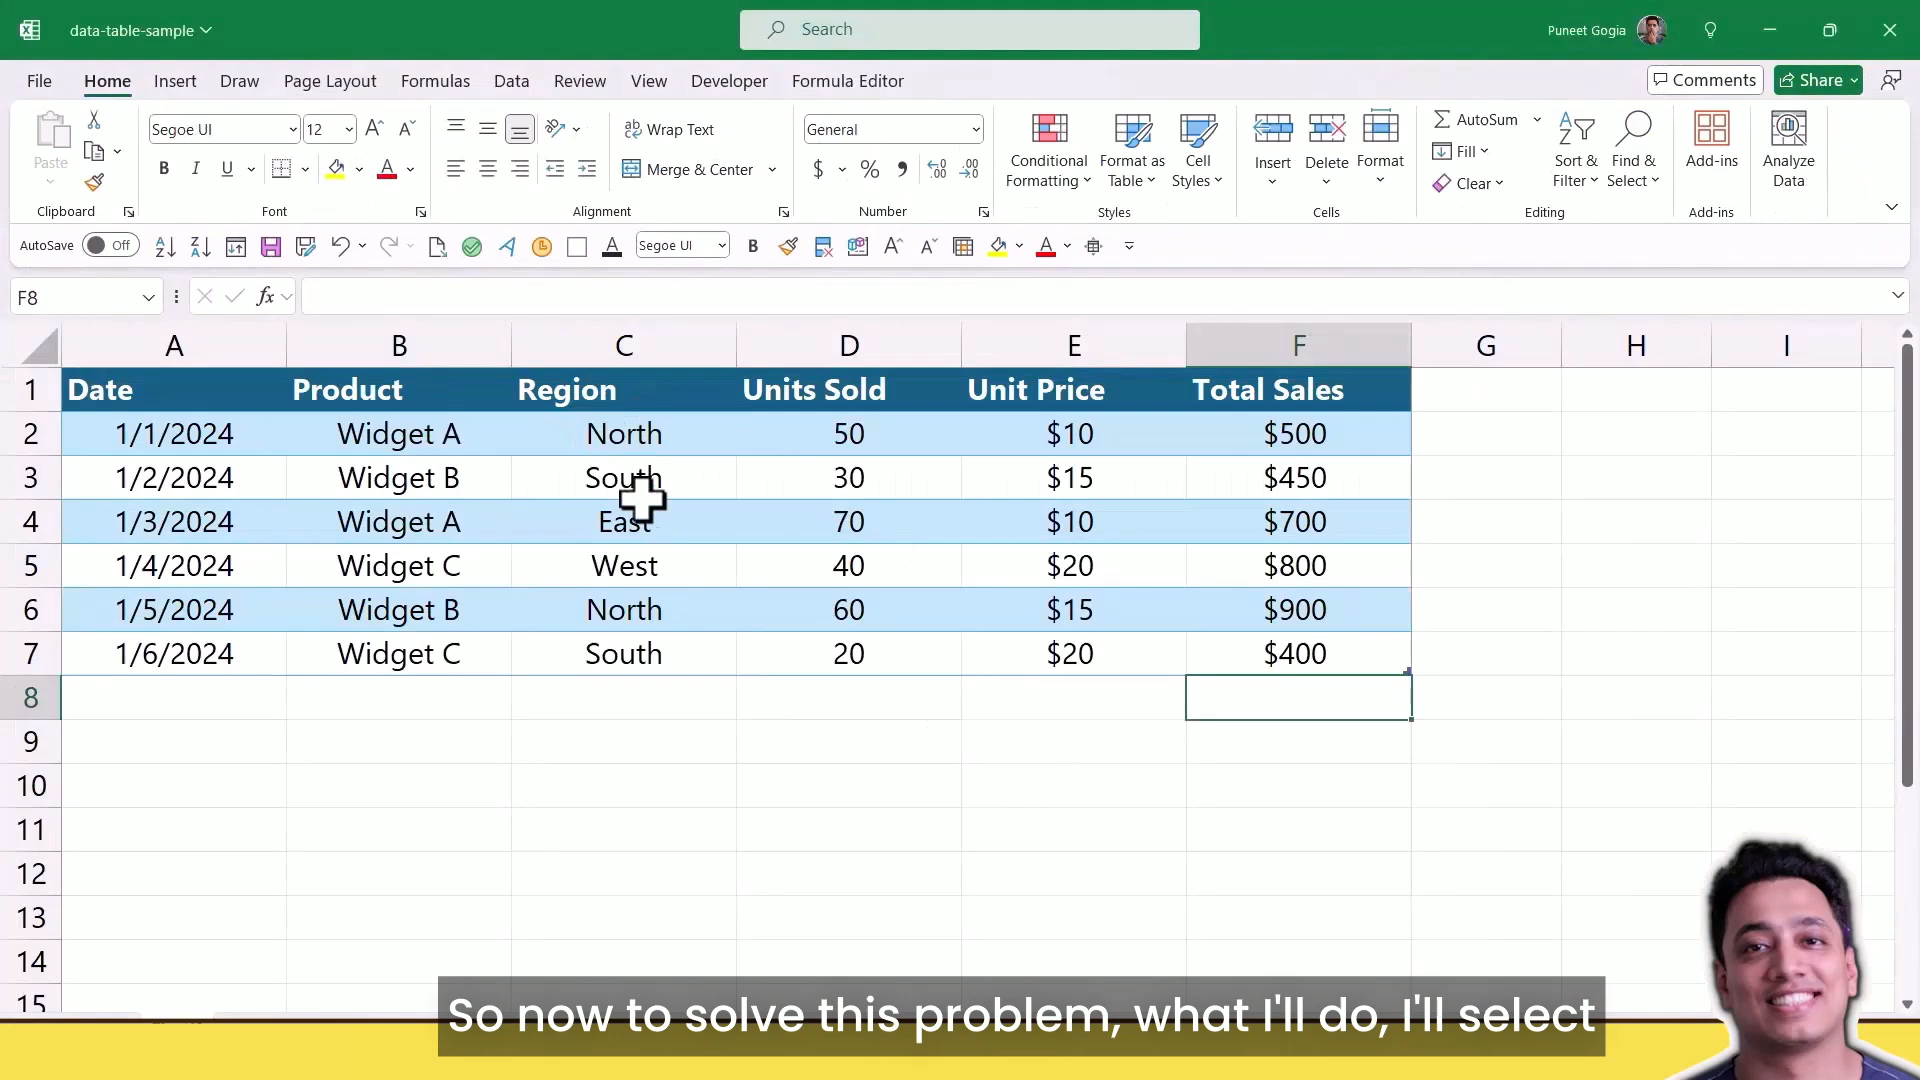 data-table-sample
Search
Puneet Gogia
File Home Insert Draw Page Layout Formulas Data Review View Developer Formula Editor
Comments Share
Paste
Clipboard
Segoe UI 12
B I U
Font
Wrap Text
Merge & Center
Alignment
General
$ % ,
Number
Conditional Formatting
Format as Table
Cell Styles
Styles
Insert Delete Format
Cells
AutoSum
Fill
Clear
Sort & Filter
Find & Select
Editing
Add-ins
Add-ins
Analyze Data
AutoSave Off Segoe UI B
F8 fx
A B C D E F G H I
1 Date Product Region Units Sold Unit Price Total Sales
2 1/1/2024 Widget A North 50 $10 $500
3 1/2/2024 Widget B South 30 $15 $450
4 1/3/2024 Widget A East 70 $10 $700
5 1/4/2024 Widget C West 40 $20 $800
6 1/5/2024 Widget B North 60 $15 $900
7 1/6/2024 Widget C South 20 $20 $400
8
9
10
11
12
13
14
15
So now to solve this problem, what I'll do, I'll select